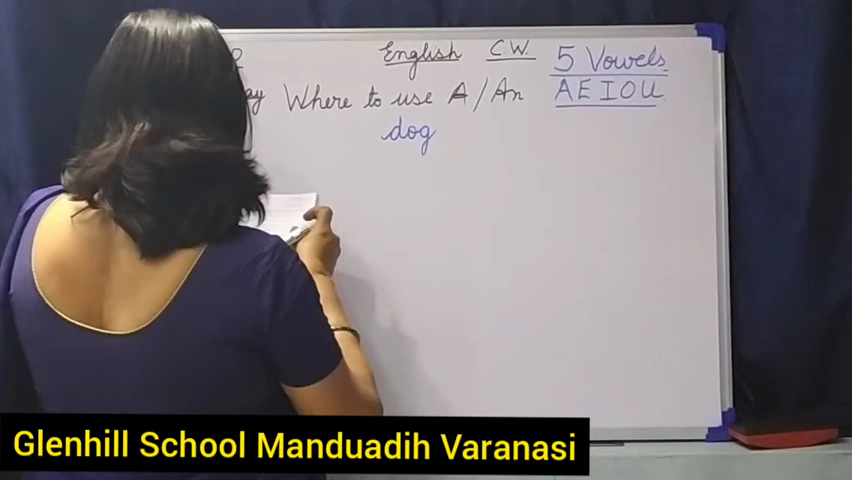 English C.W. 5 Vowels
Where to use A/An AEIOU
dog
Glenhill School Manduadih Varanasi